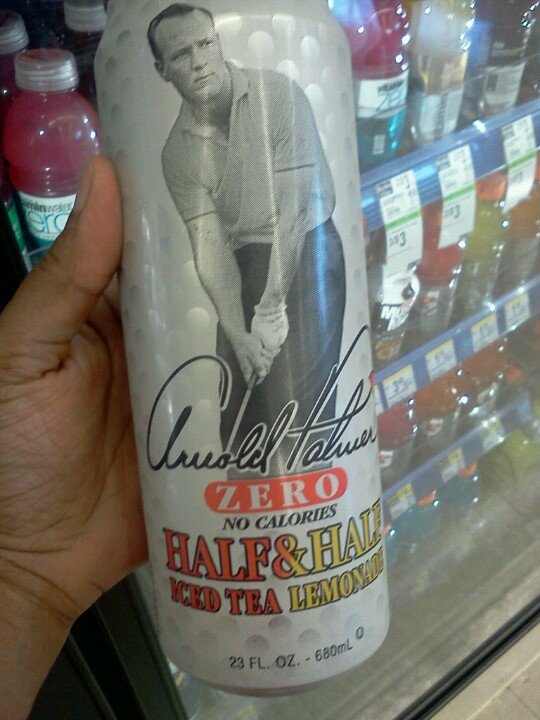 Arnold Palmer
ZERO
NO CALORIES
HALF & HALF
ICED TEA LEMONADE
23 FL. OZ. - 680mL